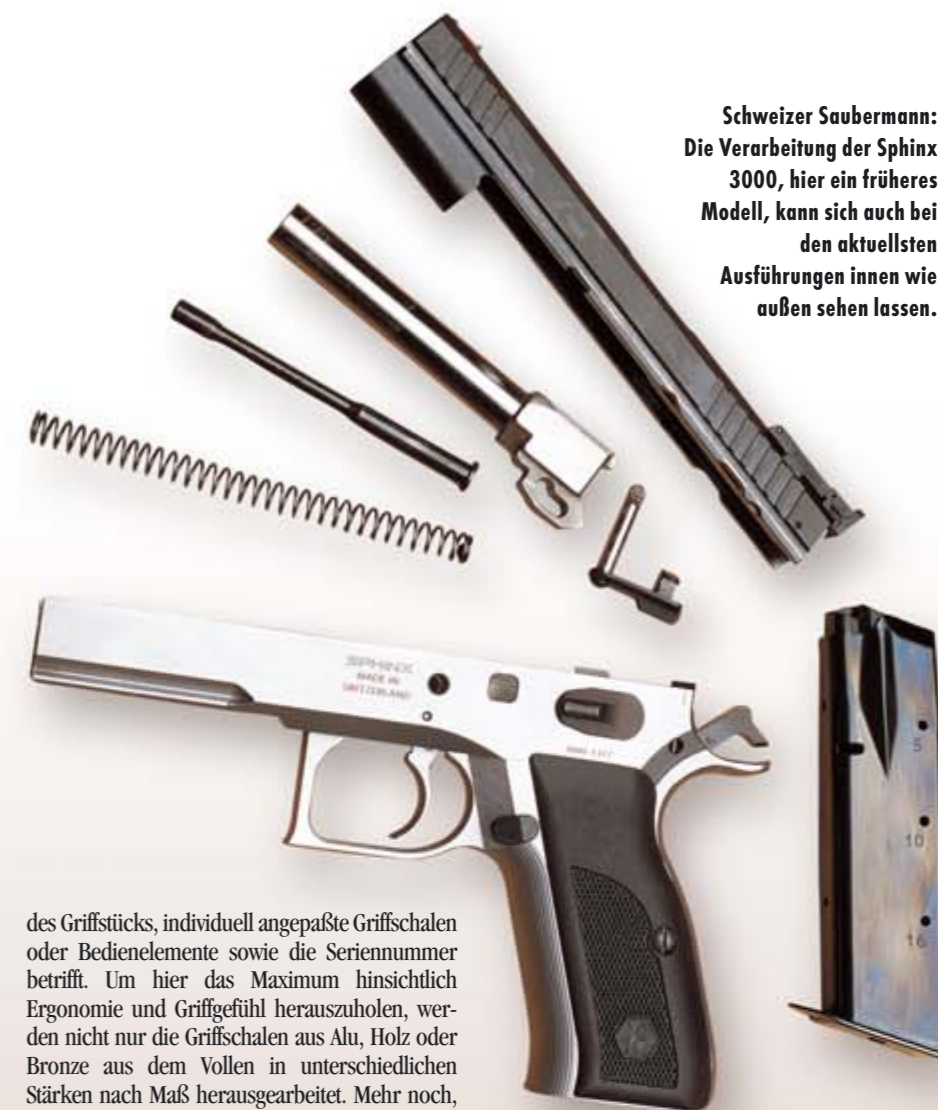 Schweizer Saubermann:
Die Verarbeitung der Sphinx
3000, hier ein früheres
Modell, kann sich auch bei
den aktuellsten
Ausführungen innen wie
außen sehen lassen.
SPHINX
MADE IN
SWITZERLAND
5
10
16
des Griffstücks, individuell angepaßte Griffschalen
oder Bedienelemente sowie die Seriennummer
betrifft. Um hier das Maximum hinsichtlich
Ergonomie und Griffgefühl herauszuholen, wer-
den nicht nur die Griffschalen aus Alu, Holz oder
Bronze aus dem Vollen in unterschiedlichen
Stärken nach Maß herausgearbeitet. Mehr noch,